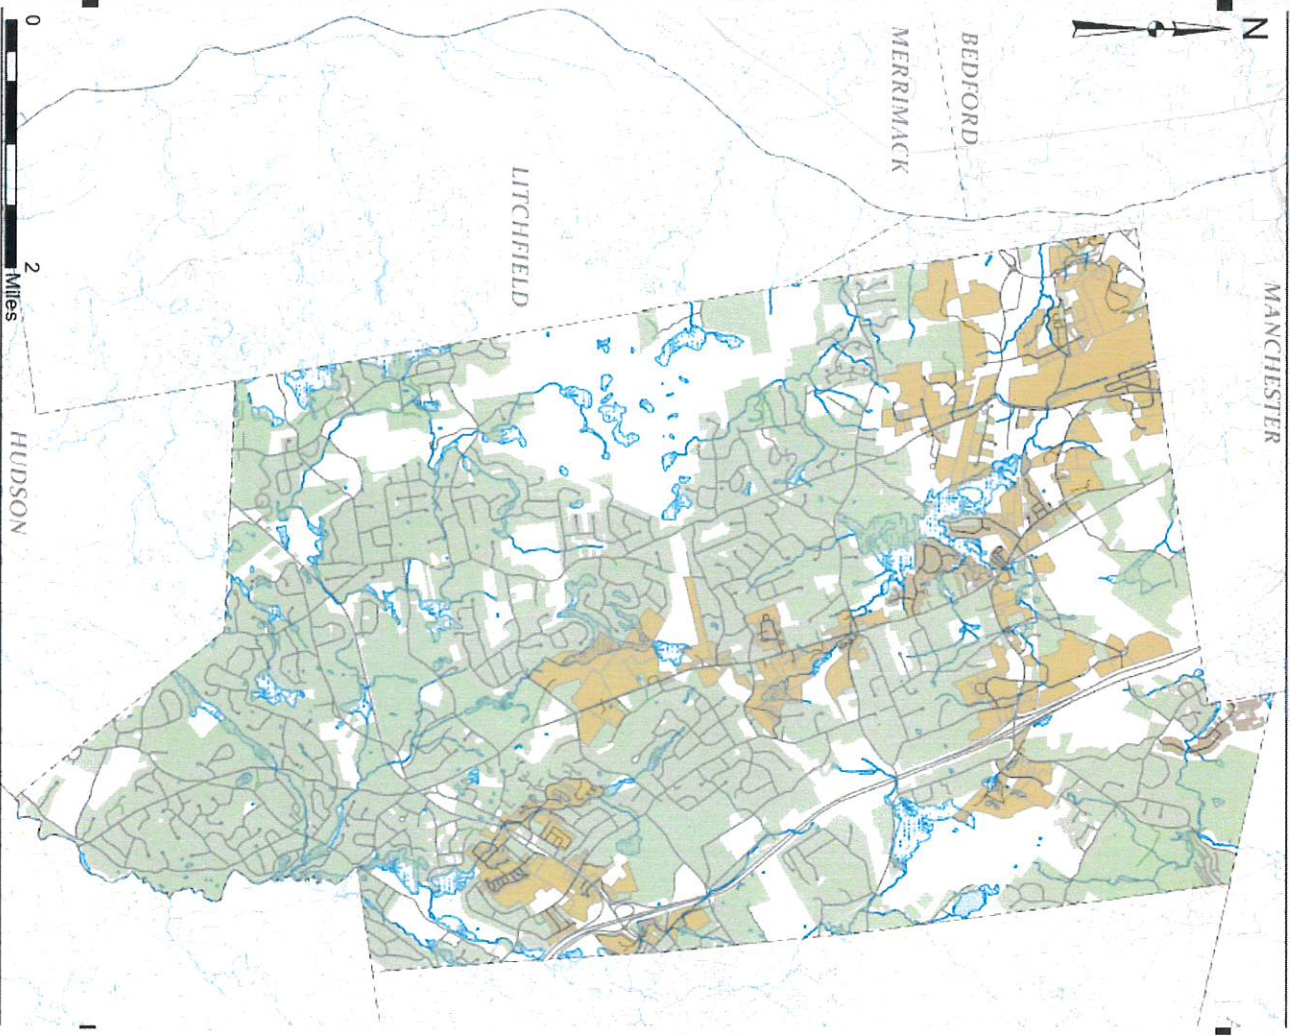 N
BEDFORD
MERRIMACK
MANCHESTER
LITCHFIELD
HUDSON
0
2
Miles